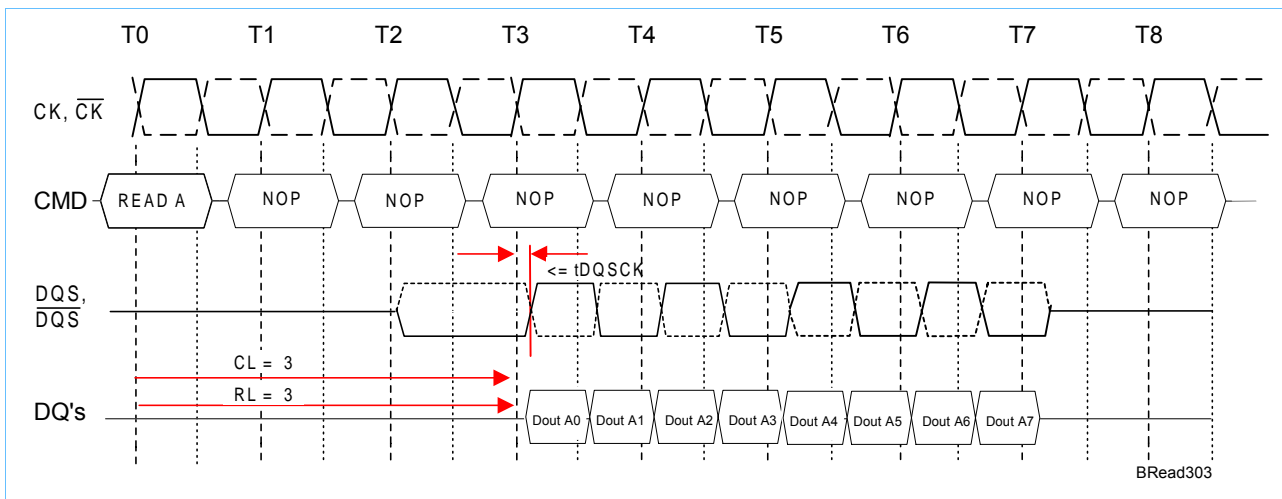 T0 T1 T2 T3 T4 T5 T6 T7 T8
CK, C̅K̅
CMD READ A NOP NOP NOP NOP NOP NOP NOP NOP
<= tDQSCK
DQS,
D̅Q̅S̅
CL = 3
RL = 3
DQ's Dout A0 Dout A1 Dout A2 Dout A3 Dout A4 Dout A5 Dout A6 Dout A7
BRead303